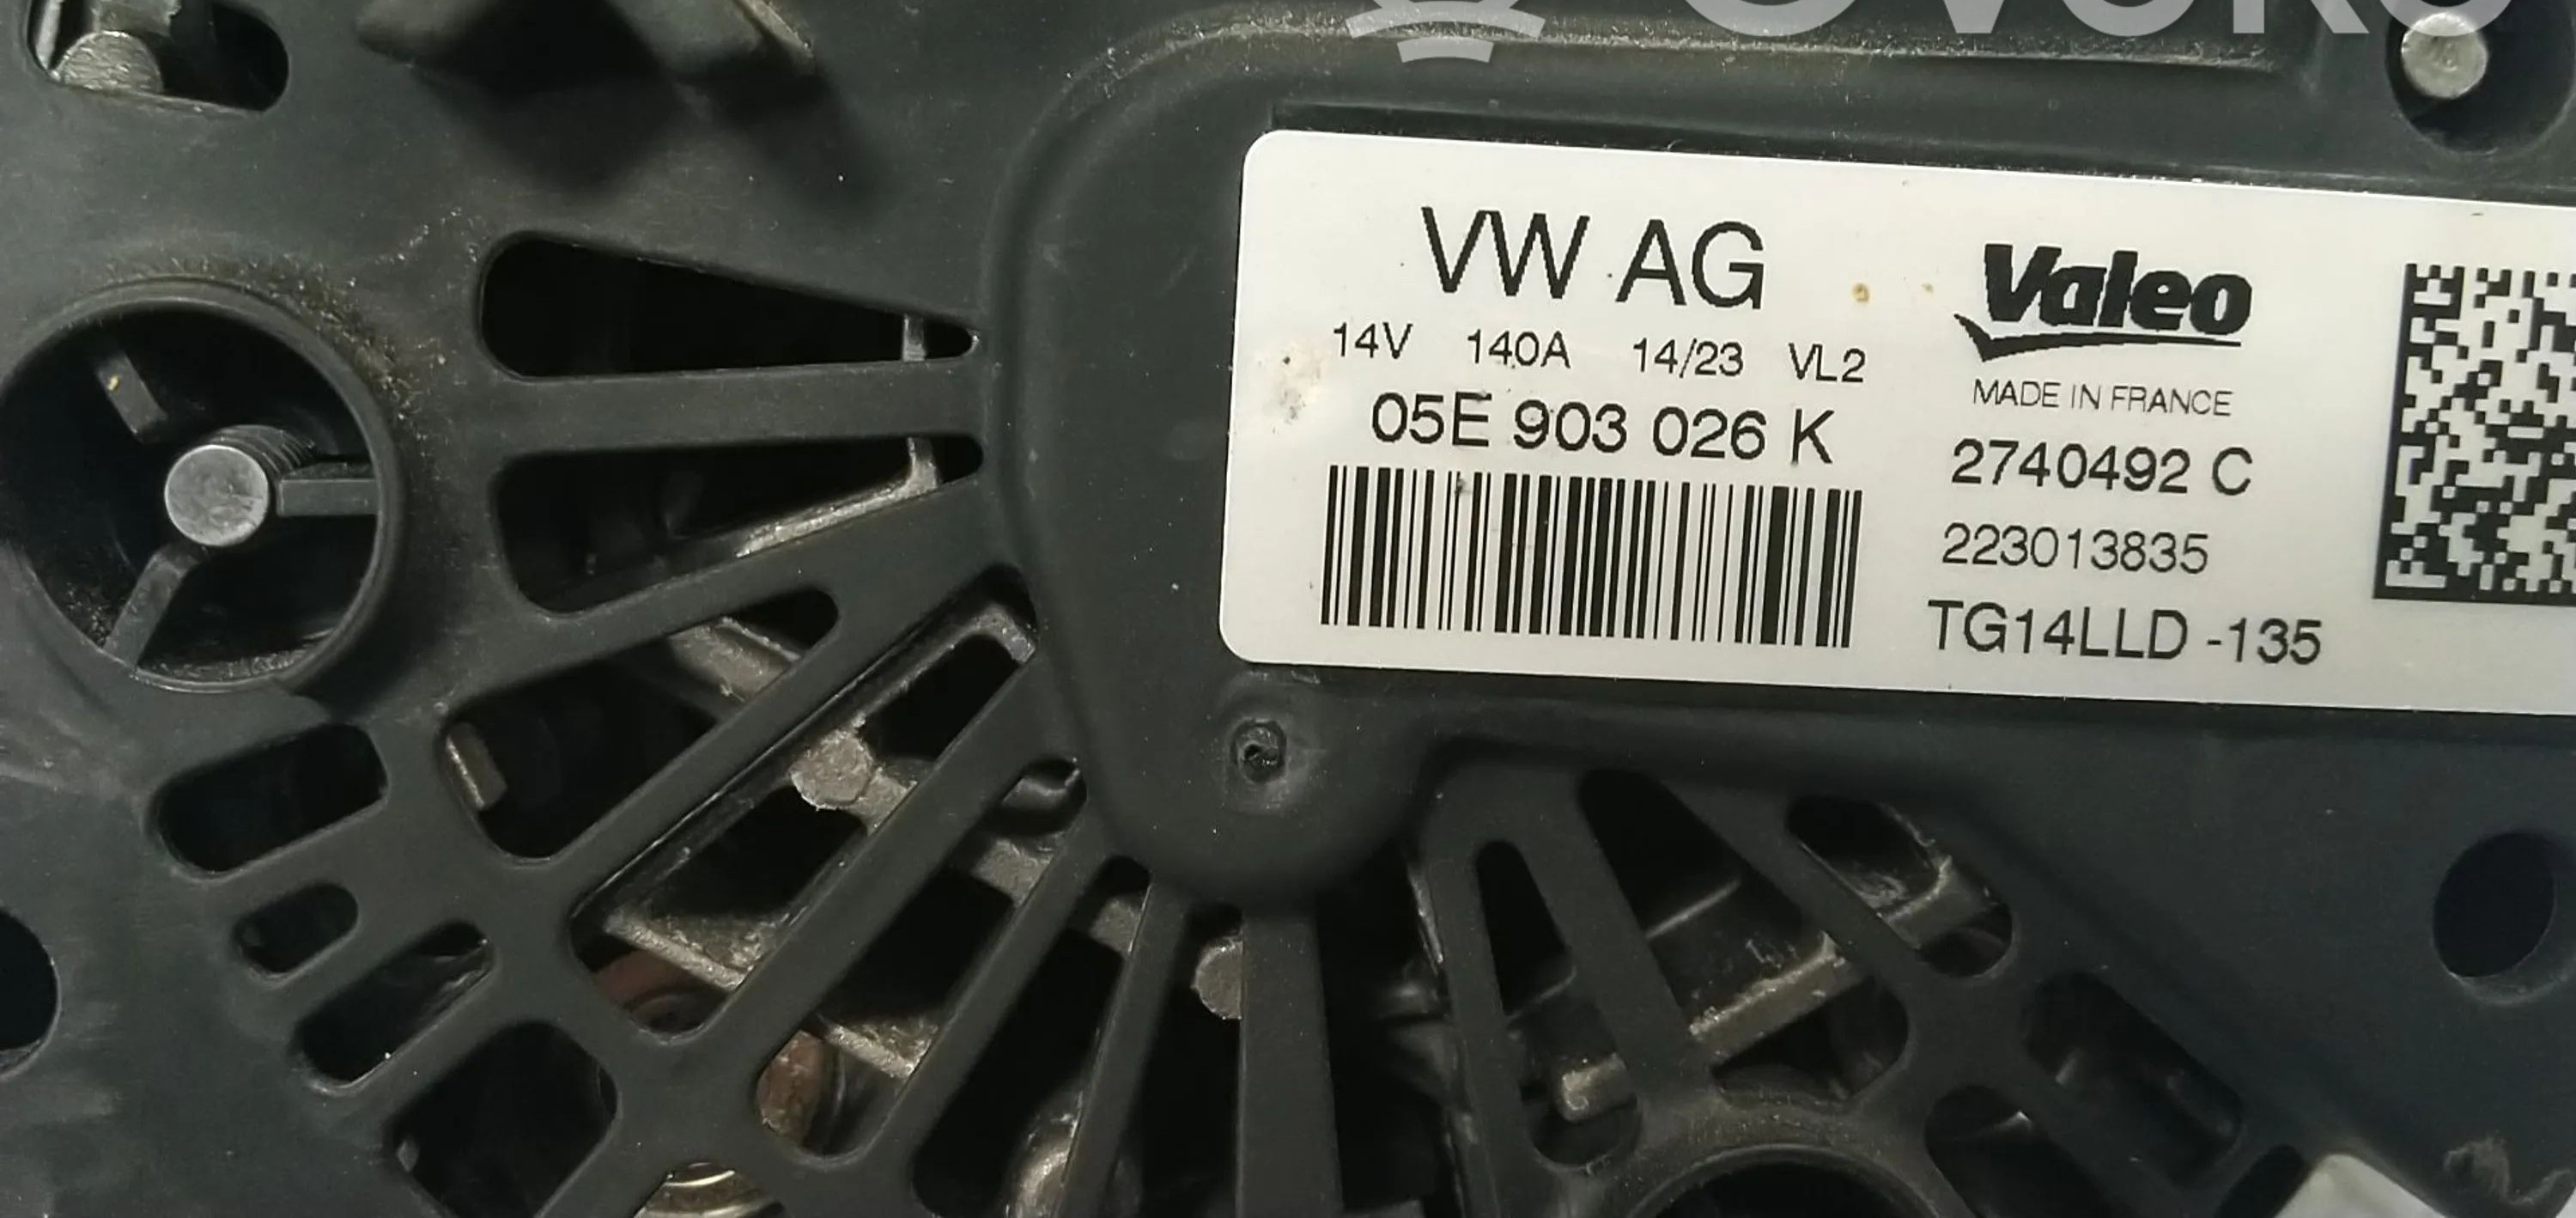 VW AG
14V 140A 14/23 VL2
05E 903 026 K
Valeo
MADE IN FRANCE
2740492 C
223013835
TG14LLD -135